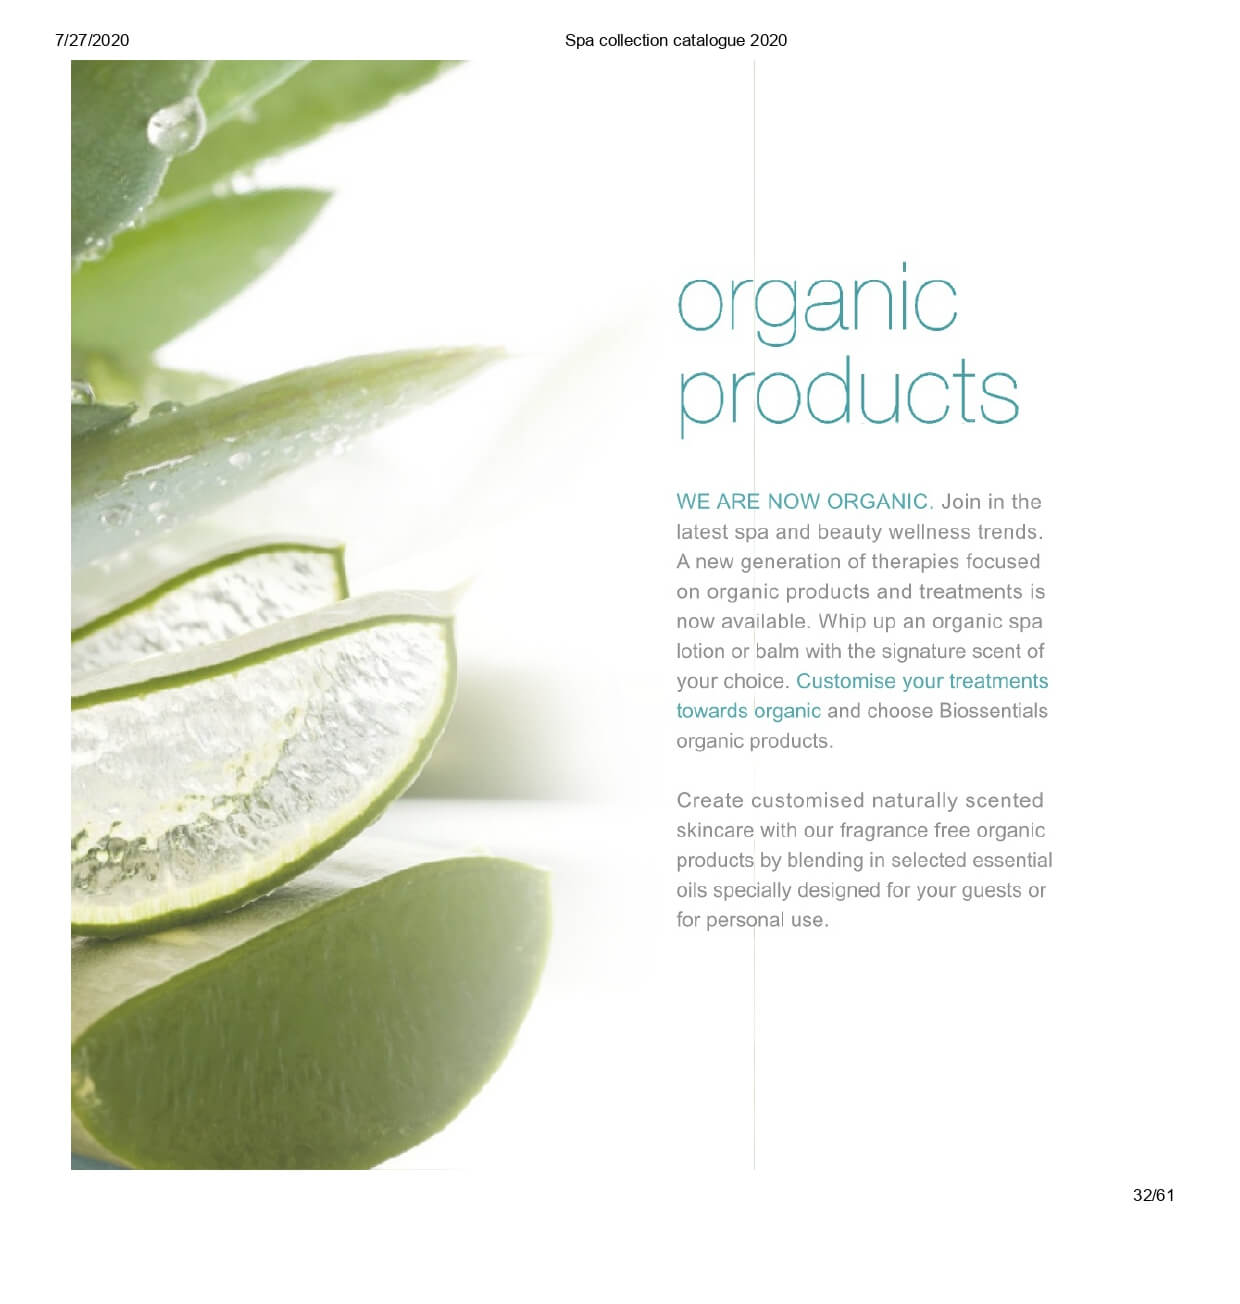 7/27/2020
Spa collection catalogue 2020
organic
products
WE ARE NOW ORGANIC. Join in the
latest spa and beauty wellness trends.
A new generation of therapies focused
on organic products and treatments is
now available. Whip up an organic spa
lotion or balm with the signature scent of
your choice. Customise your treatments
towards organic and choose Biossentials
organic products.
Create customised naturally scented
skincare with our fragrance free organic
products by blending in selected essential
oils specially designed for your guests or
for personal use.
32/61